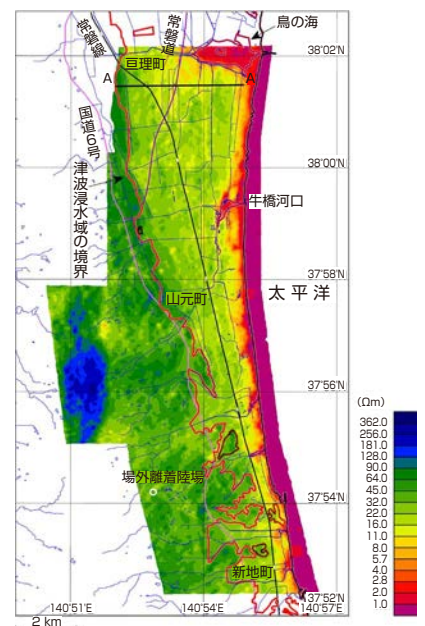 鳥の海
常磐道
常磐線
38°02'N
亘理町
A
A'
国道6号
38°00'N
津波浸水域の境界
牛橋河口
37°58'N
太平洋
山元町
37°56'N
(Ωm)
362.0
256.0
181.0
128.0
90.0
64.0
45.0
32.0
22.0
16.0
11.0
8.0
5.7
4.0
2.8
2.0
1.0
場外離着陸場
37°54'N
新地町
37°52'N
140°51'E
140°54'E
140°57'E
2 km